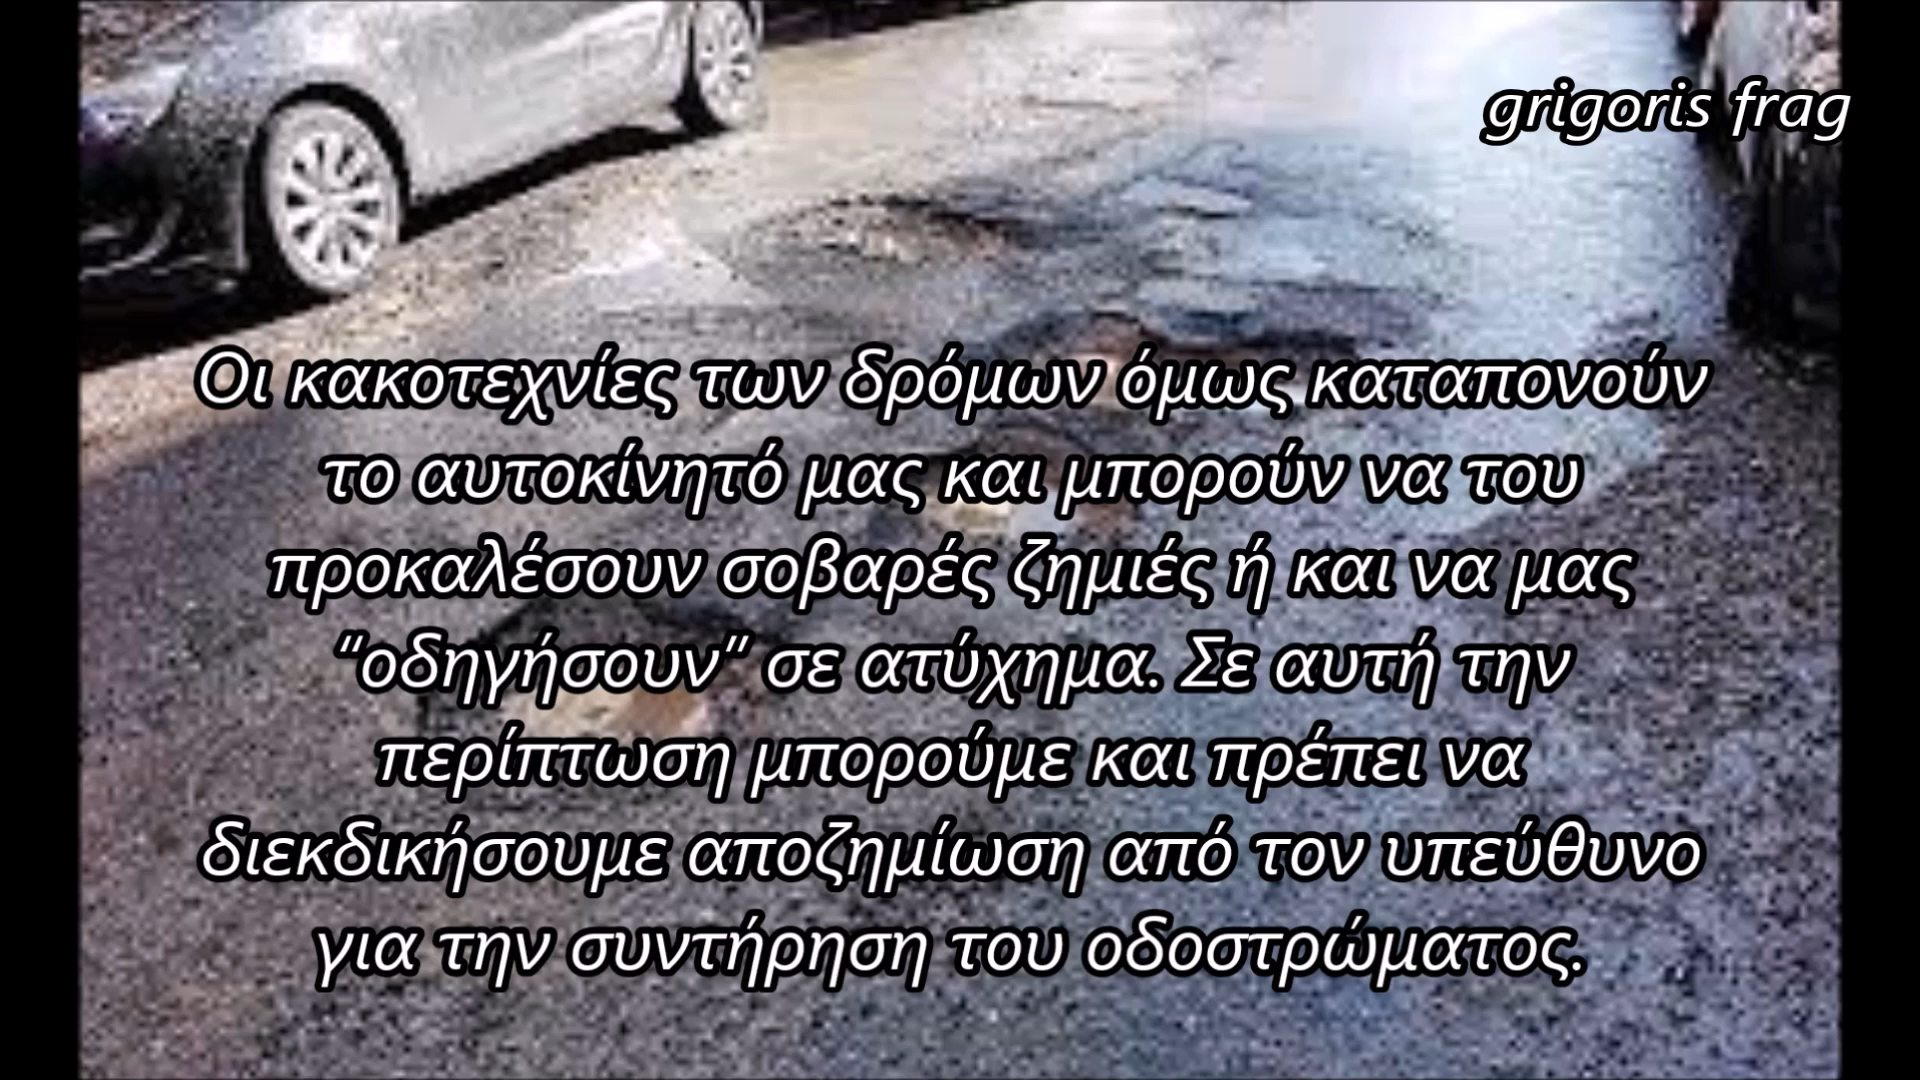 grigoris frag
Οι κακοτεχνίες των δρόμων όμως καταπονούν
το αυτοκίνητό μας και μπορούν να του
προκαλέσουν σοβαρές ζημιές ή και να μας
“οδηγήσουν” σε ατύχημα. Σε αυτή την
περίπτωση μπορούμε και πρέπει να
διεκδικήσουμε αποζημίωση από τον υπεύθυνο
για την συντήρηση του οδοστρώματος.